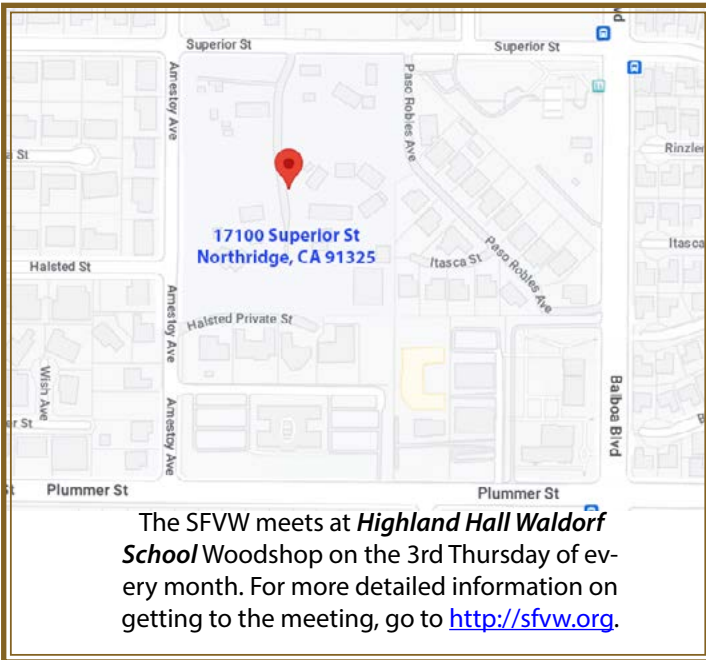 vd
Superior St
Superior St
Amestoy Ave
Paso Robles Ave
a St
Rinzler
17100 Superior St
Northridge, CA 91325
Itasca
Halsted St
Itasca St
Paso Robles Ave
Amestoy Ave
Halsted Private St
Wish Ave
Balboa Blvd
Amestoy Ave
er St
st
Plummer St
Plummer St
The SFVW meets at Highland Hall Waldorf
School Woodshop on the 3rd Thursday of ev-
ery month. For more detailed information on
getting to the meeting, go to http://sfvw.org.